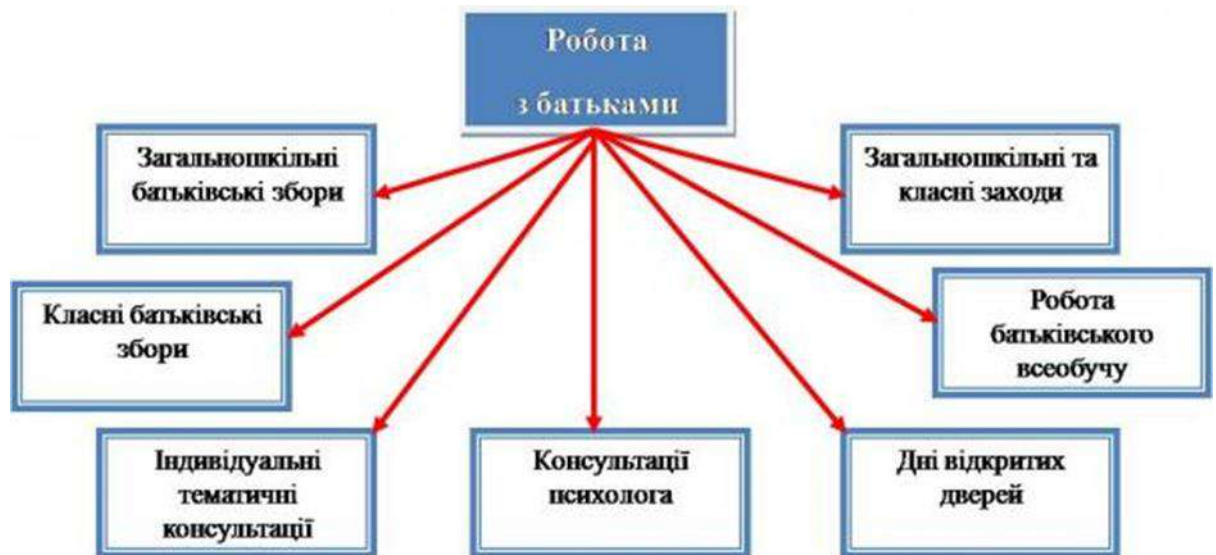 Робота
з батьками
Загальношкільні
батьківські збори
Загальношкільні та
класні заходи
Класні батьківські
збори
Робота
батьківського
всеобучу
Індивідуальні
тематичні
консультації
Консультації
психолога
Дні відкритих
дверей